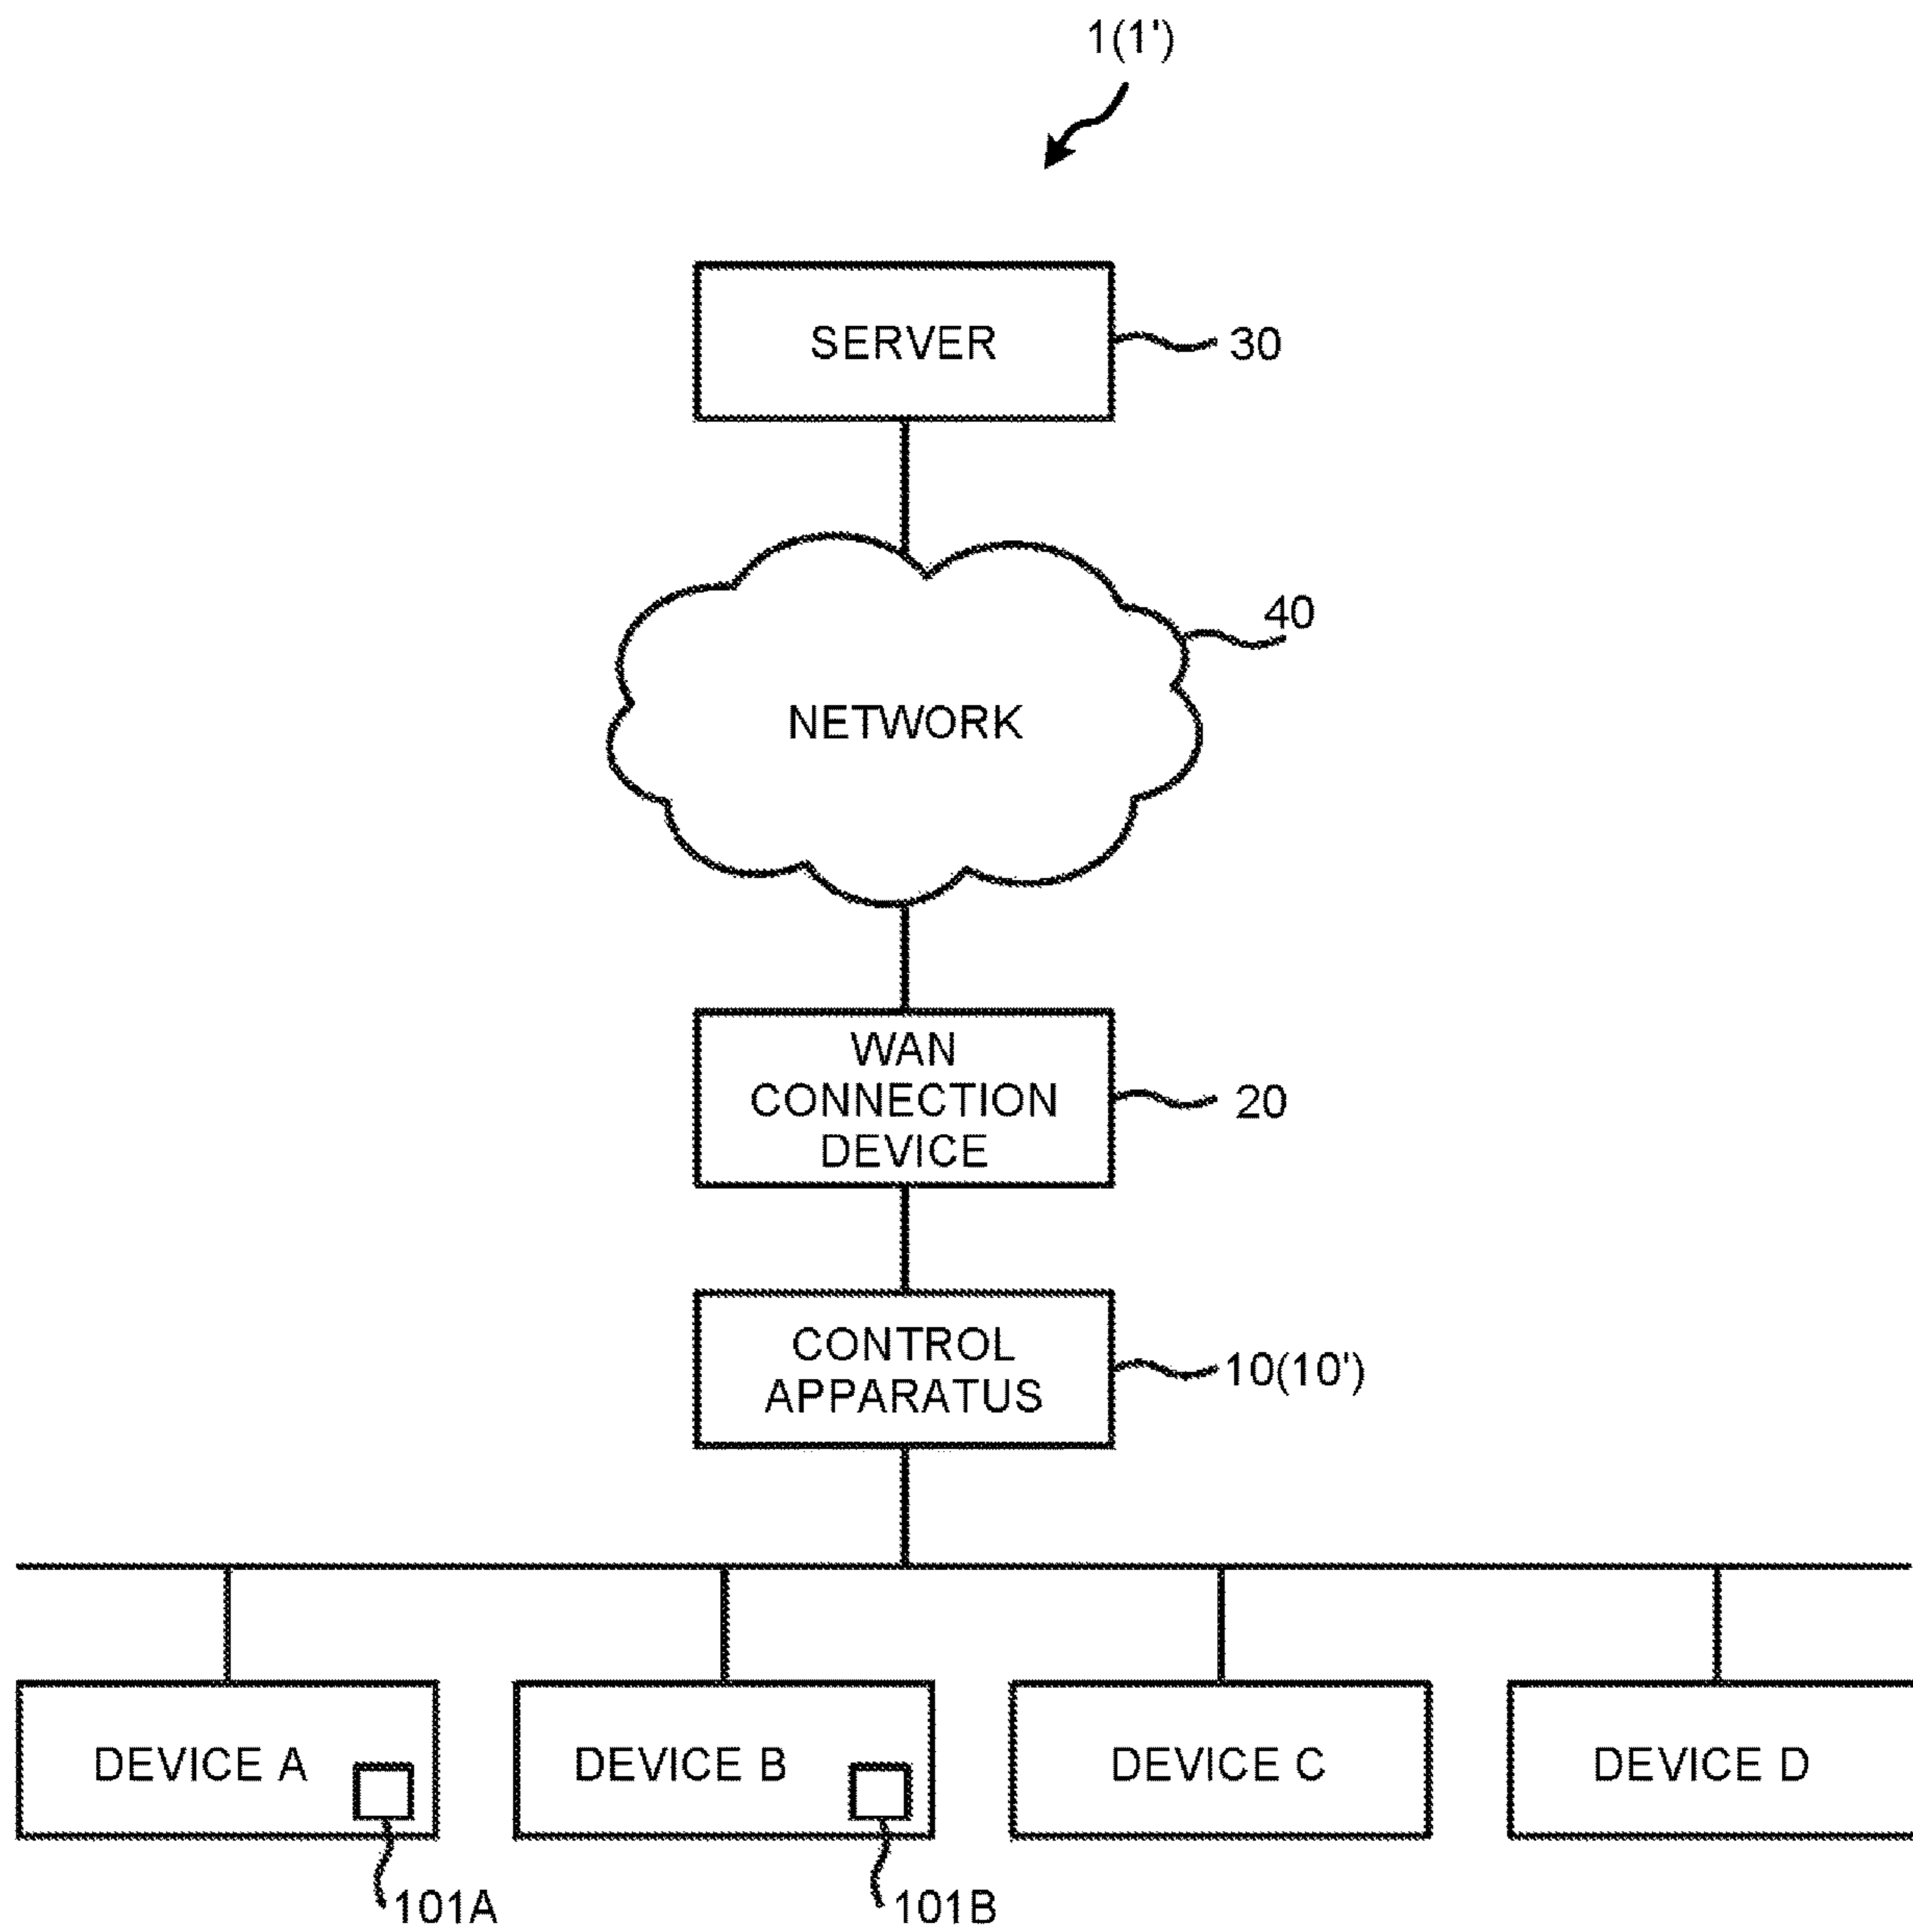 1(1')
SERVER
30
40
NETWORK
WAN
CONNECTION
DEVICE
20
CONTROL
APPARATUS
10(10')
DEVICE A
DEVICE B
DEVICE C
DEVICE D
101A
101B